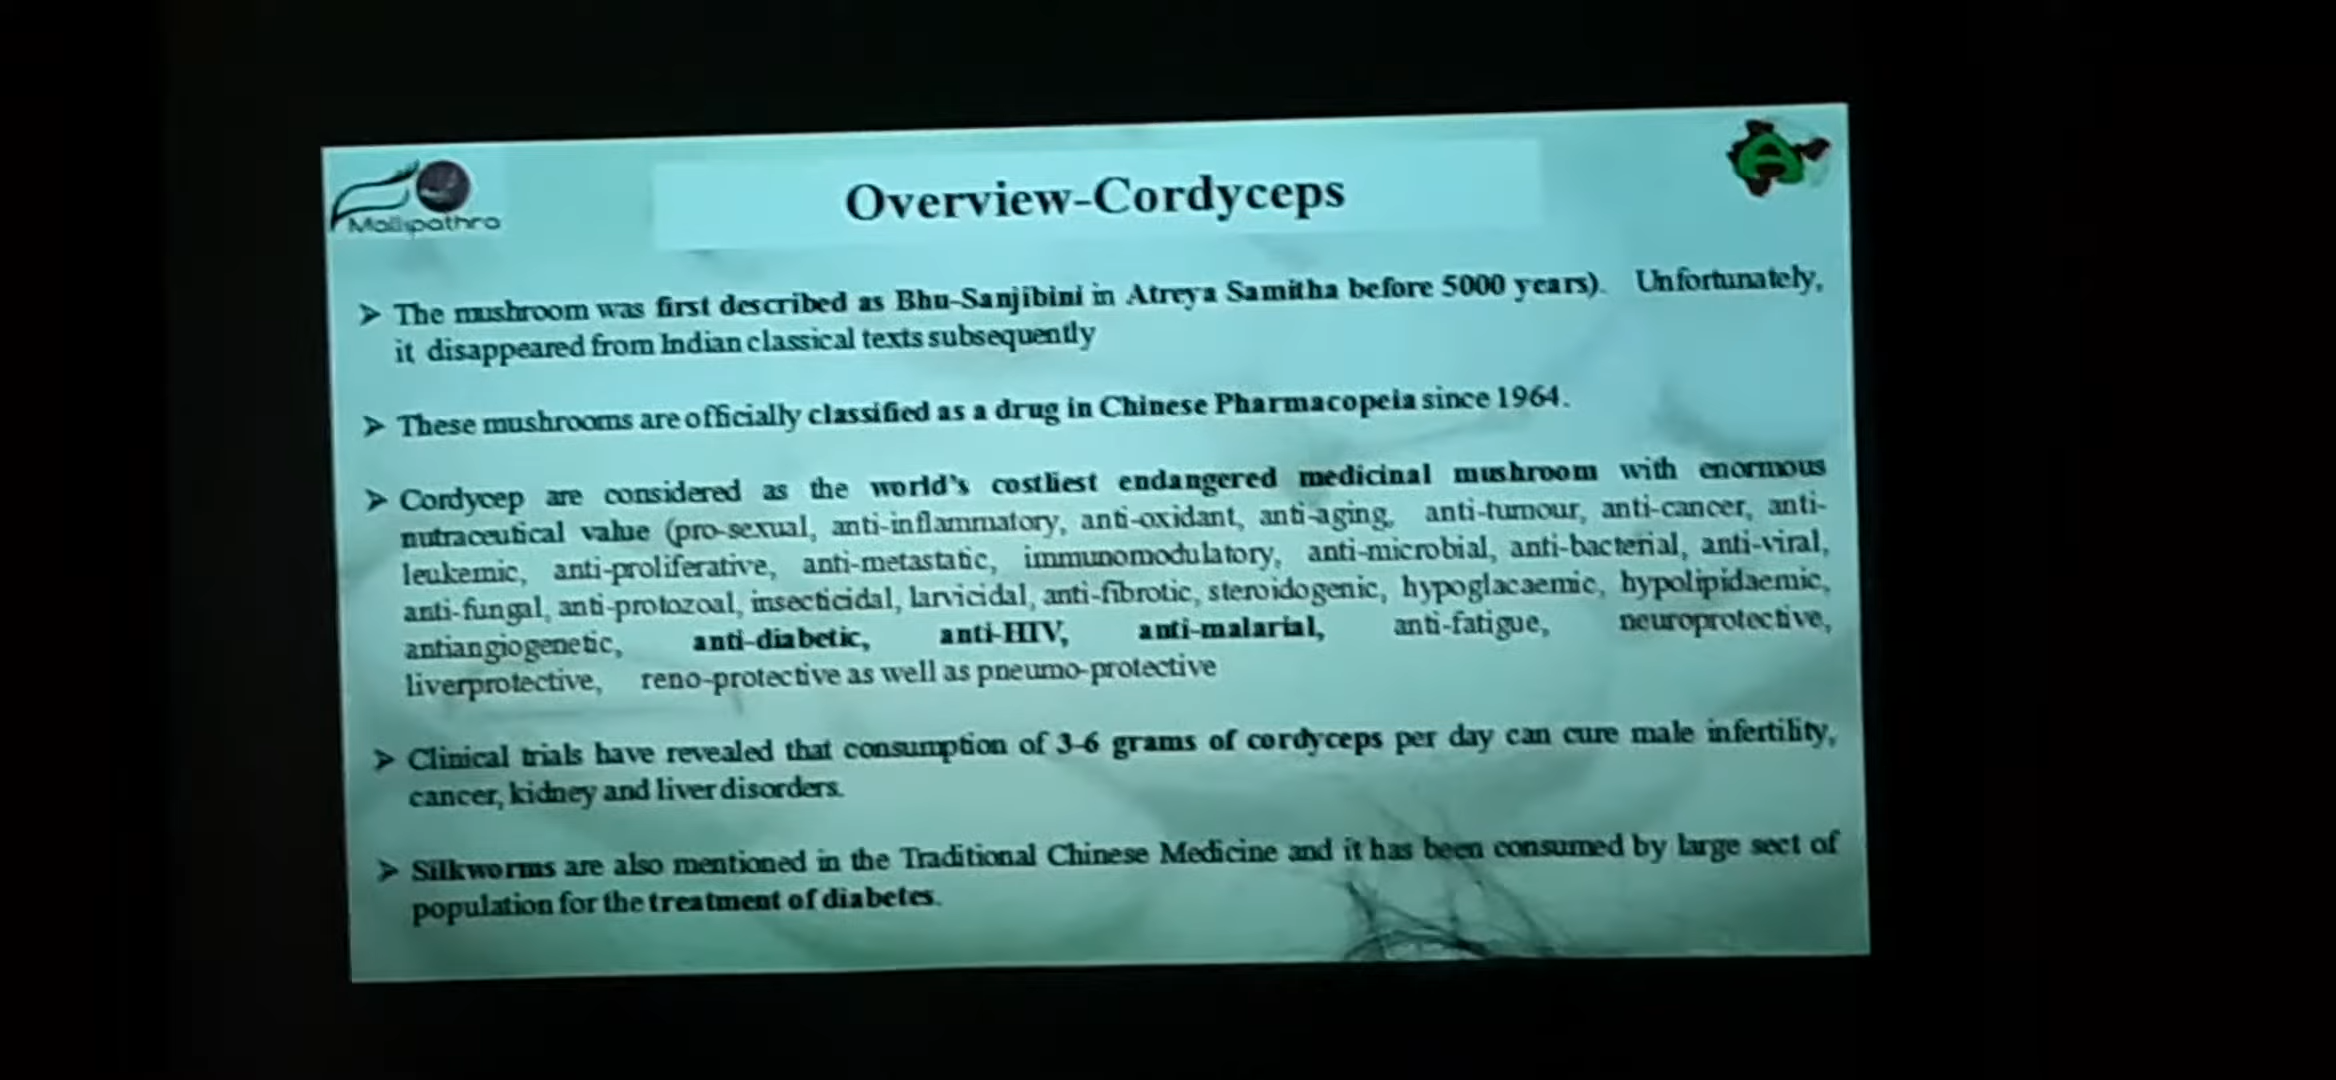 Mallipathra
Overview-Cordyceps
➤ The mushroom was first described as Bhu-Sanjibini in Atreya Samitha before 5000 years). Unfortunately,
it disappeared from Indian classical texts subsequently
➤ These mushrooms are officially classified as a drug in Chinese Pharmacopeia since 1964.
➤ Cordycep are considered as the world's costliest endangered medicinal mushroom with enormous
nutraceutical value (pro-sexual, anti-inflammatory, anti-oxidant, anti-aging, anti-tumour, anti-cancer, anti-
leukemic, anti-proliferative, anti-metastatic, immunomodulatory, anti-microbial, anti-bacterial, anti-viral,
anti-fungal, anti-protozoal, insecticidal, larvicidal, anti-fibrotic, steroidogenic, hypoglacaemic, hypolipidaemic,
antiangiogenetic, anti-diabetic, anti-HIV, anti-malarial, anti-fatigue, neuroprotective,
liverprotective, reno-protective as well as pneumo-protective
➤ Clinical trials have revealed that consumption of 3-6 grams of cordyceps per day can cure male infertility,
cancer, kidney and liver disorders.
➤ Silkworms are also mentioned in the Traditional Chinese Medicine and it has been consumed by large sect of
population for the treatment of diabetes.